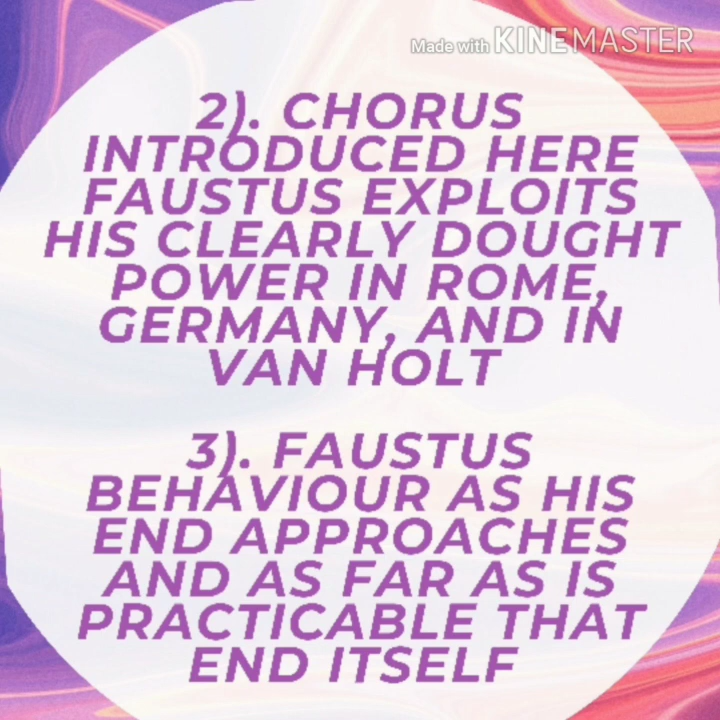 Made with KINEMASTER
2). CHORUS
INTRODUCED HERE
FAUSTUS EXPLOITS
HIS CLEARLY DOUGHT
POWER IN ROME,
GERMANY, AND IN
VAN HOLT
3). FAUSTUS
BEHAVIOUR AS HIS
END APPROACHES
AND AS FAR AS IS
PRACTICABLE THAT
END ITSELF